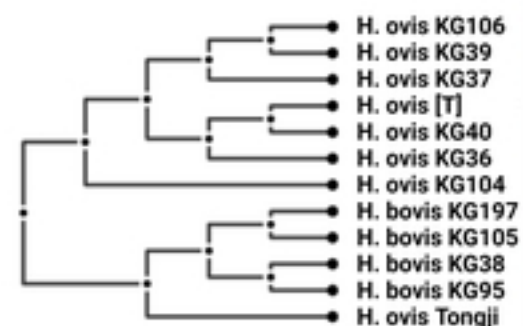 H. ovis KG106
H. ovis KG39
H. ovis KG37
H. ovis [T]
H. ovis KG40
H. ovis KG36
H. ovis KG104
H. bovis KG197
H. bovis KG105
H. bovis KG38
H. bovis KG95
H. ovis Tongji